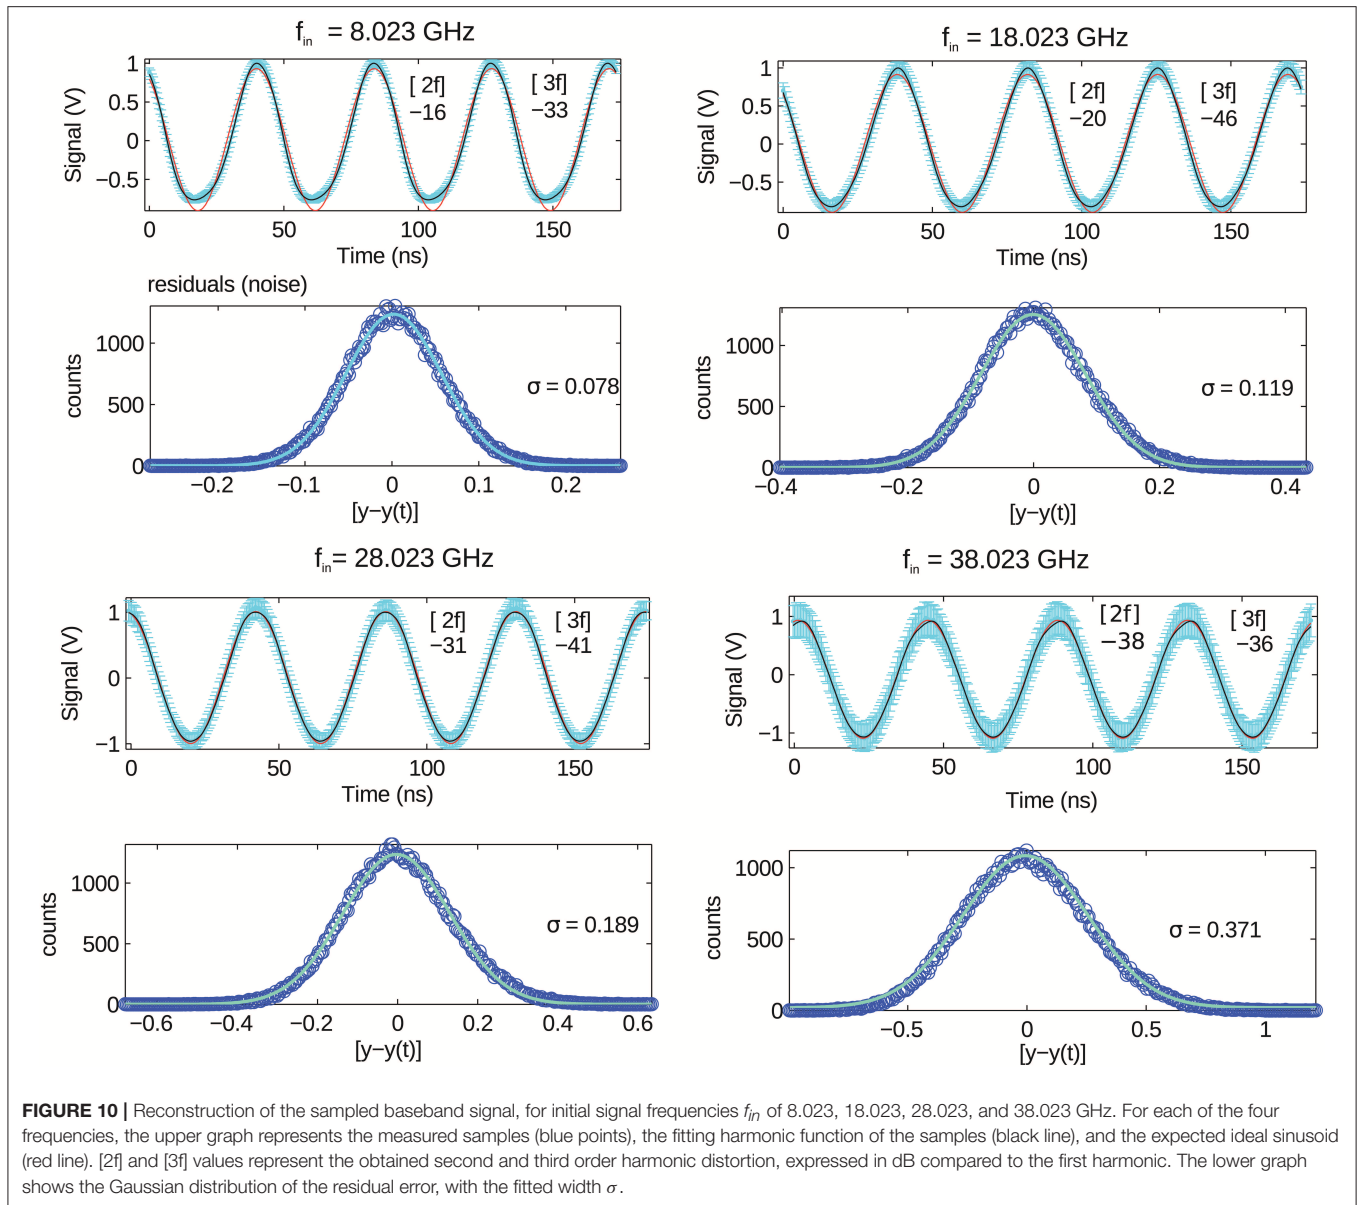 f_in = 8.023 GHz
1
0.5
0
−0.5
Signal (V)
[ 2f]
−16
[ 3f]
−33
0 50 100 150
Time (ns)
f_in = 18.023 GHz
1
0.5
0
−0.5
Signal (V)
[ 2f]
−20
[ 3f]
−46
0 50 100 150
Time (ns)
residuals (noise)
1000
500
0
counts
σ = 0.078
−0.2 −0.1 0 0.1 0.2
[y−y(t)]
1000
500
0
counts
σ = 0.119
−0.4 −0.2 0 0.2 0.4
[y−y(t)]
f_in= 28.023 GHz
1
0
−1
Signal (V)
[ 2f]
−31
[ 3f]
−41
0 50 100 150
Time (ns)
f_in = 38.023 GHz
1
0
−1
Signal (V)
[ 2f]
−38
[ 3f]
−36
0 50 100 150
Time (ns)
1000
500
0
counts
σ = 0.189
−0.6 −0.4 −0.2 0 0.2 0.4 0.6
[y−y(t)]
1000
500
0
counts
σ = 0.371
−0.5 0 0.5 1
[y−y(t)]
FIGURE 10 | Reconstruction of the sampled baseband signal, for initial signal frequencies f_in of 8.023, 18.023, 28.023, and 38.023 GHz. For each of the four
frequencies, the upper graph represents the measured samples (blue points), the fitting harmonic function of the samples (black line), and the expected ideal sinusoid
(red line). [2f] and [3f] values represent the obtained second and third order harmonic distortion, expressed in dB compared to the first harmonic. The lower graph
shows the Gaussian distribution of the residual error, with the fitted width σ.